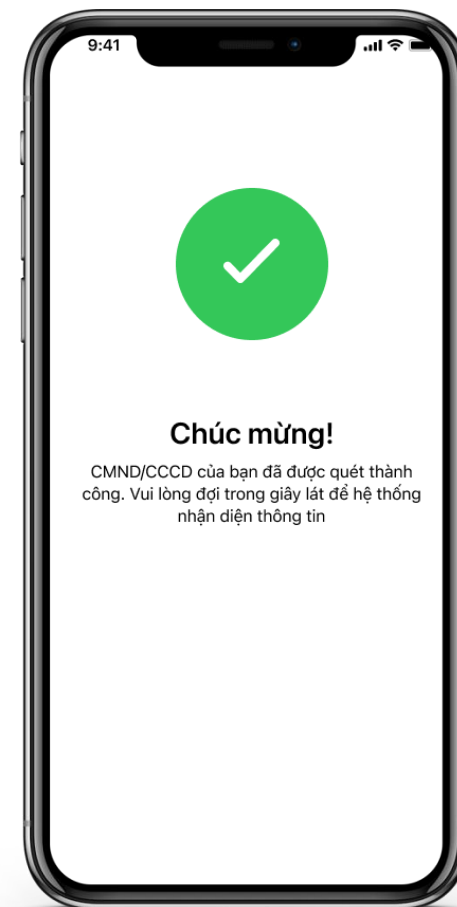 9:41
Chúc mừng!
CMND/CCCD của bạn đã được quét thành
công. Vui lòng đợi trong giây lát để hệ thống
nhận diện thông tin